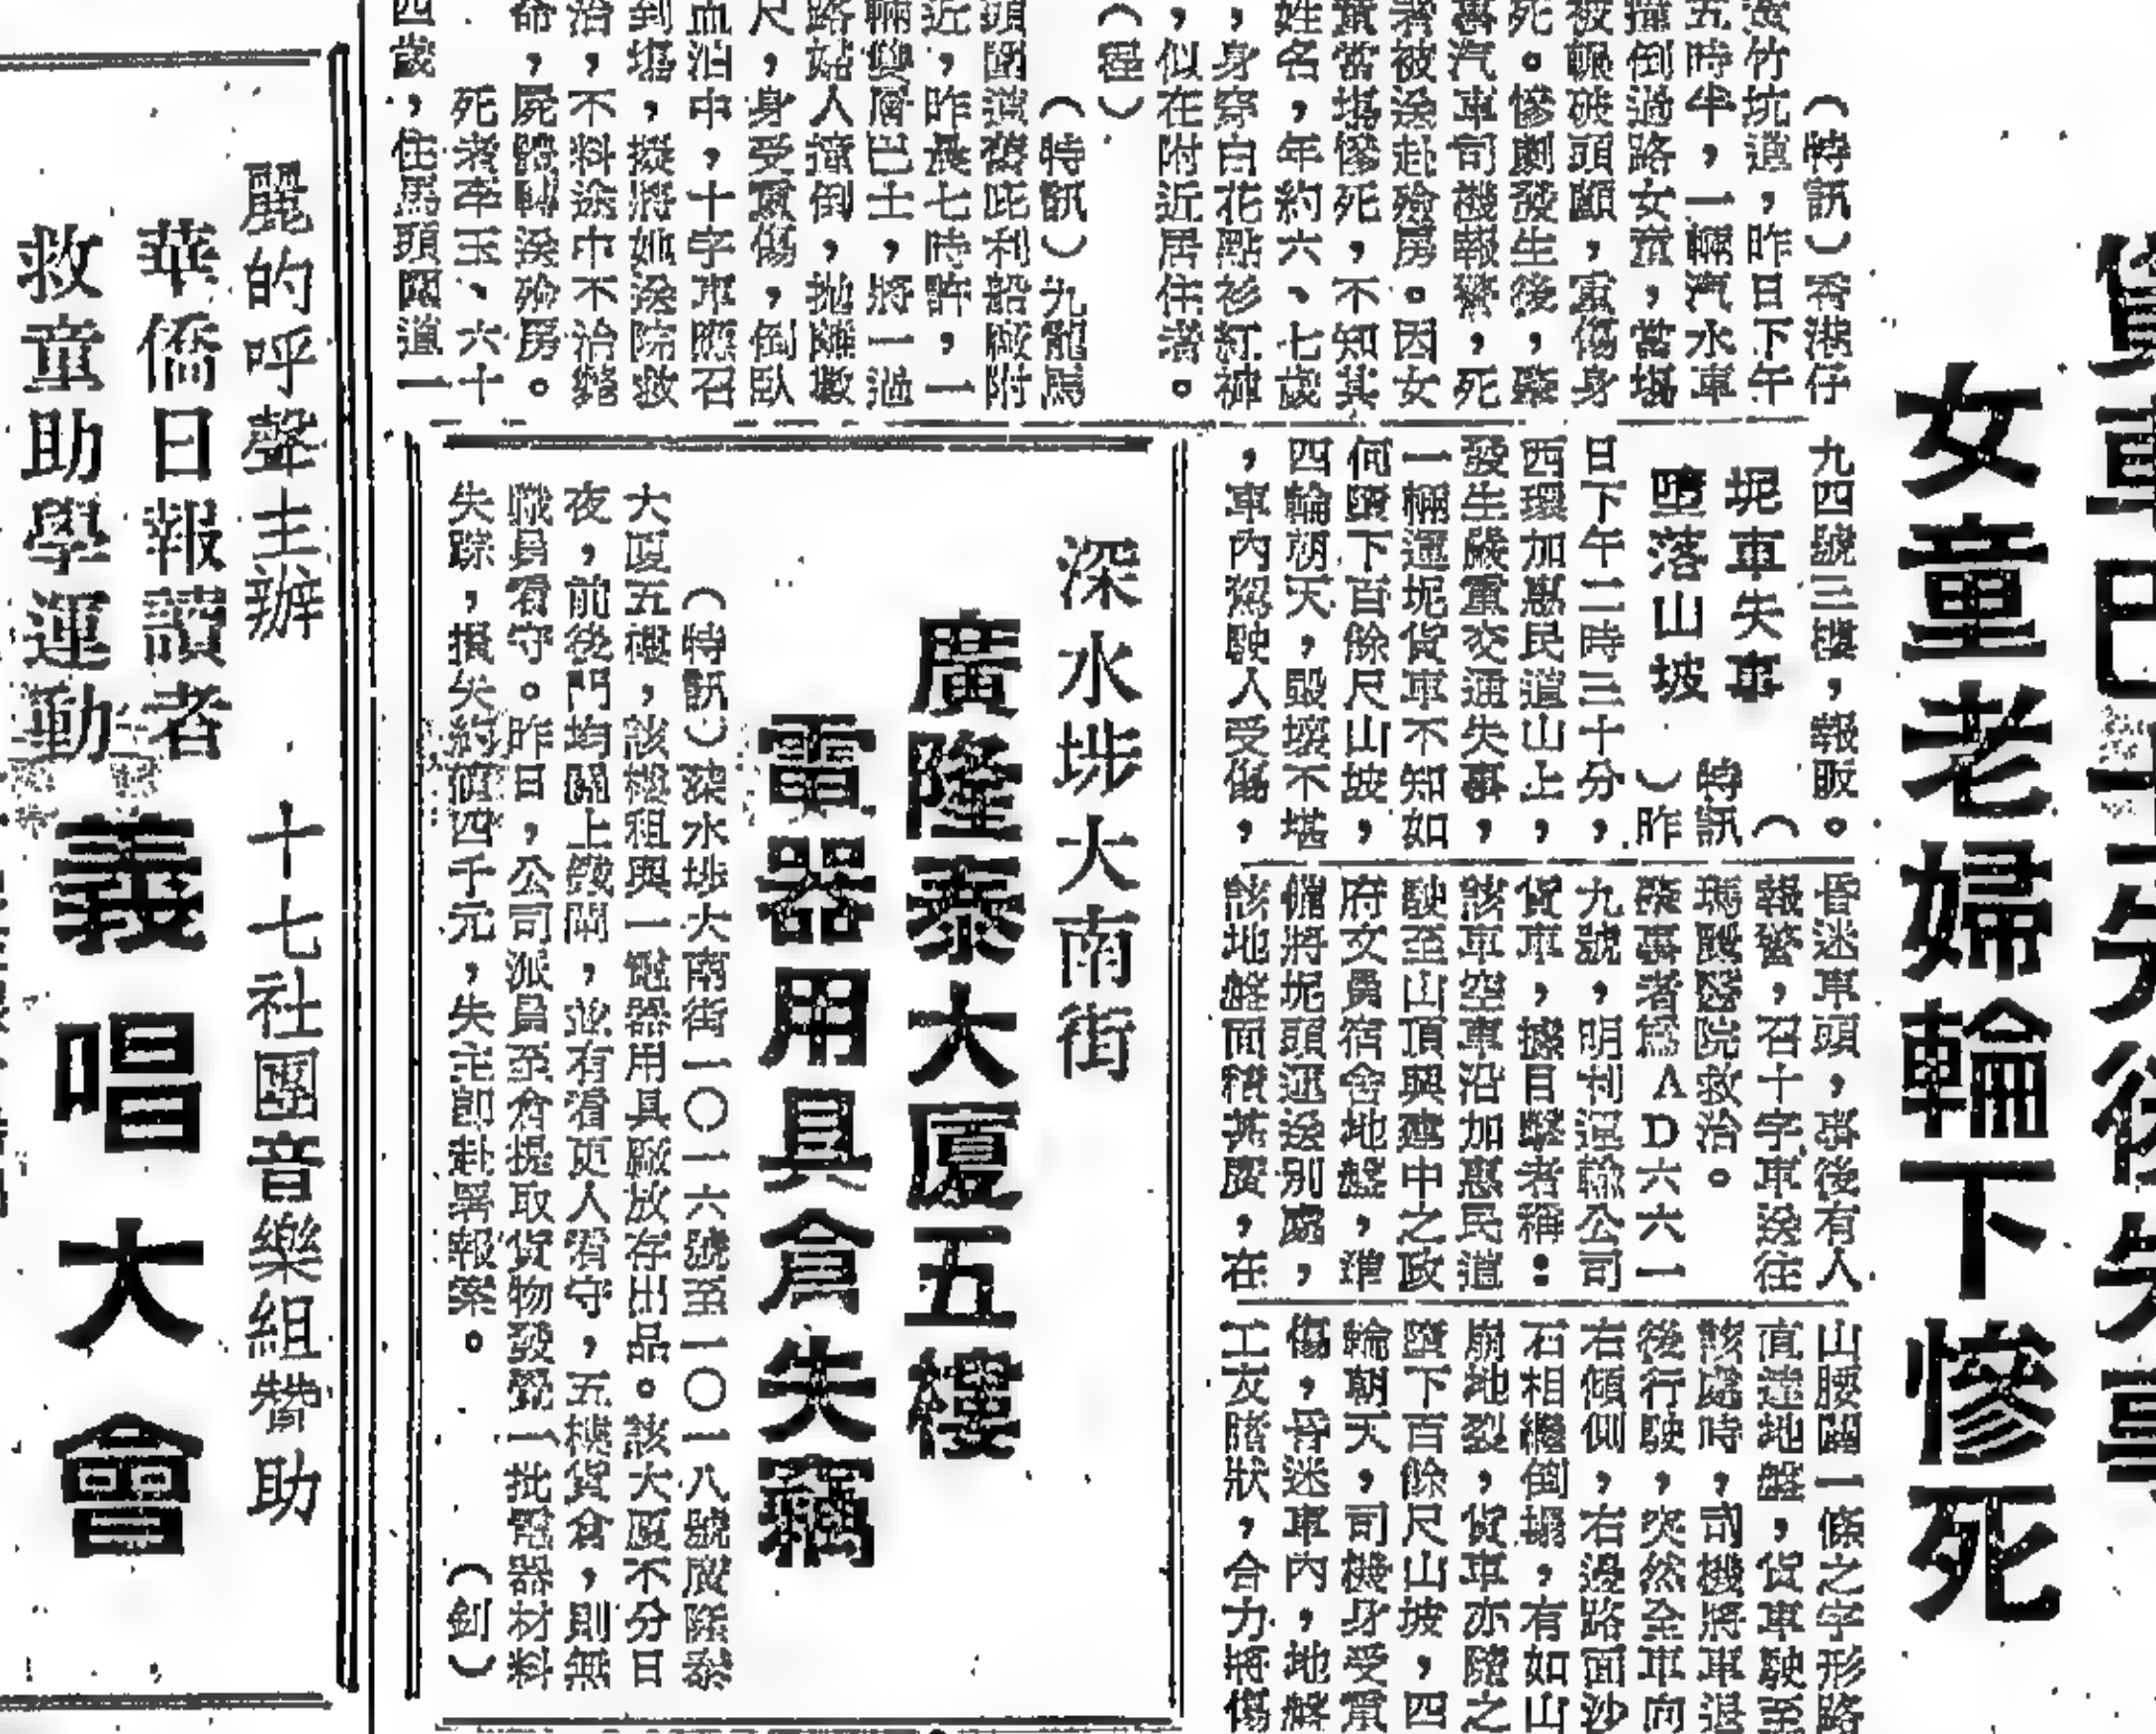 貨車巴士先後失事
女童老婦輪下慘死
（特訊）香港仔
黃竹坑道，昨日下午
五時半，一輛汽水車
撞倒過路女童，當場
被輾破頭顱，重傷身
死。慘劇發生後，肇
事汽車司機報警，死
者被送赴殮房。因女
童當場慘死，不知其
姓名，年約六、七歲
，身穿白花點衫紅褲
，似在附近居住者。
（程）
（特訊）九龍馬
頭圍道黃埔船廠附
近，昨晨七時許，一
輛雙層巴士，將一過
路婦人撞倒，拋離數
尺，身受重傷，倒臥
血泊中，十字車應召
到場，擬將她送院救
治，不料途中不治斃
命，屍體轉送殮房。
死者李玉、六十
四歲，住馬頭圍道一
九四號三樓，報販。
坭車失事
墮落山坡
（特訊）昨
日下午二時三十分，
西環加惠民道山上，
發生嚴重交通失事，
一輛運坭貨車不知如
何墮下百餘尺山坡，
四輪朝天，毀壞不堪
，車內駕駛人受傷，
昏迷車頭，事後有人
報警，召十字車送往
瑪麗醫院救治。
肇事者為AD六六一
九號，明利運輸公司
貨車，據目擊者稱：
該車空車沿加惠民道
駛至山頂興建中之政
府女員宿舍地盤，準
備將坭頭運送別處，
該地盤面積甚廣，在
山腰闢一條之字形路
直達地盤，貨車駛至
該處時，司機將車退
後行駛，突然全車向
右傾側，右邊路面沙
石相繼倒塌，有如山
崩地裂，貨車亦隨之
墮下百餘尺山坡，四
輪朝天，司機身受重
傷，昏迷車內，地盤
工友睹狀，合力將傷
深水埗大南街
廣隆泰大廈五樓
電器用具倉失竊
（特訊）深水埗大南街一〇一六號至一〇一八號廣隆泰
大廈五樓，該樓租與一電器用具廠放存出品。該大廈不分日
夜，前後門均關上鐵閘，並有看更人看守，五樓貨倉，則無
職員看守。昨日，公司派員至倉提取貨物發覺一批電器材料
失蹤，損失約值四千元，失主即赴署報案。（釗）
麗的呼聲主辦　十七社團音樂組贊助
華僑日報讀者
救童助學運動
義唱大會